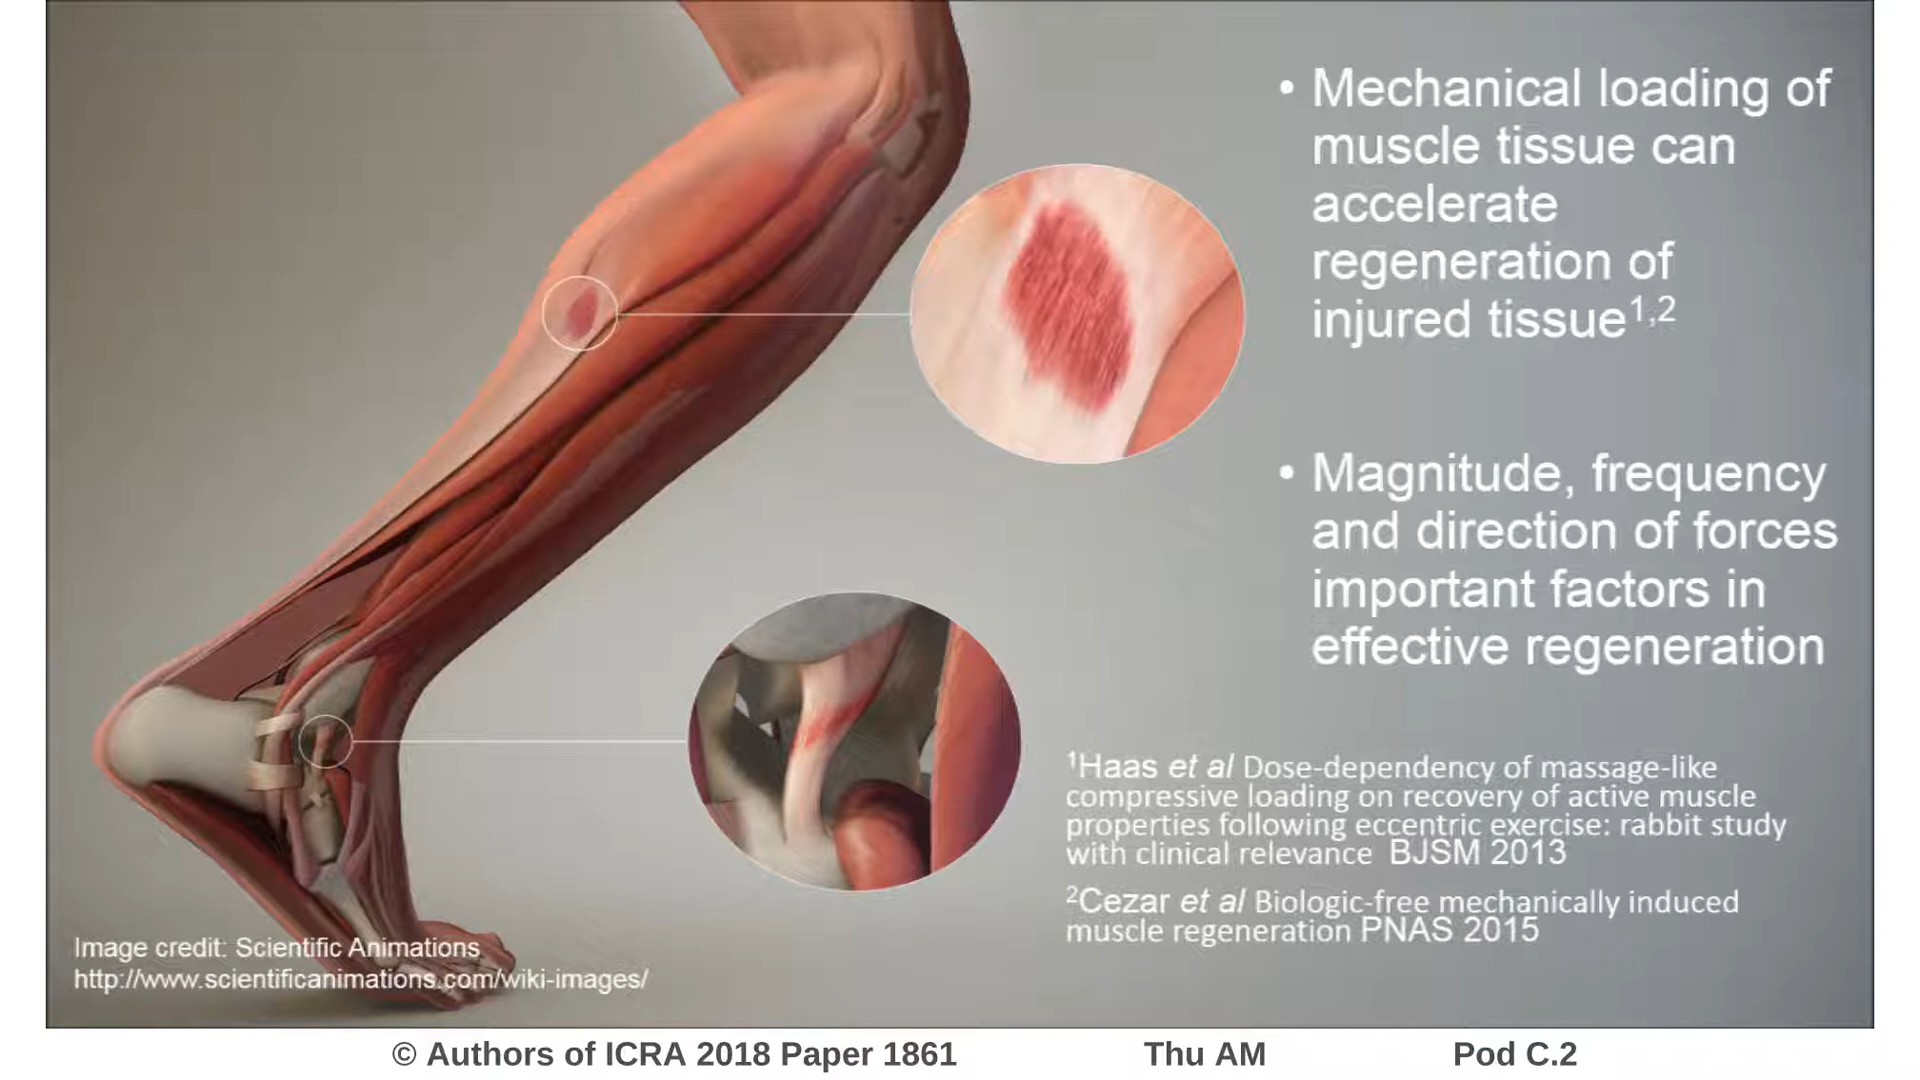 • Mechanical loading of
muscle tissue can
accelerate
regeneration of
injured tissue1,2
• Magnitude, frequency
and direction of forces
important factors in
effective regeneration
1Haas et al Dose-dependency of massage-like
compressive loading on recovery of active muscle
properties following eccentric exercise: rabbit study
with clinical relevance BJSM 2013
2Cezar et al Biologic-free mechanically induced
muscle regeneration PNAS 2015
Image credit: Scientific Animations
http://www.scientificanimations.com/wiki-images/
© Authors of ICRA 2018 Paper 1861 Thu AM Pod C.2